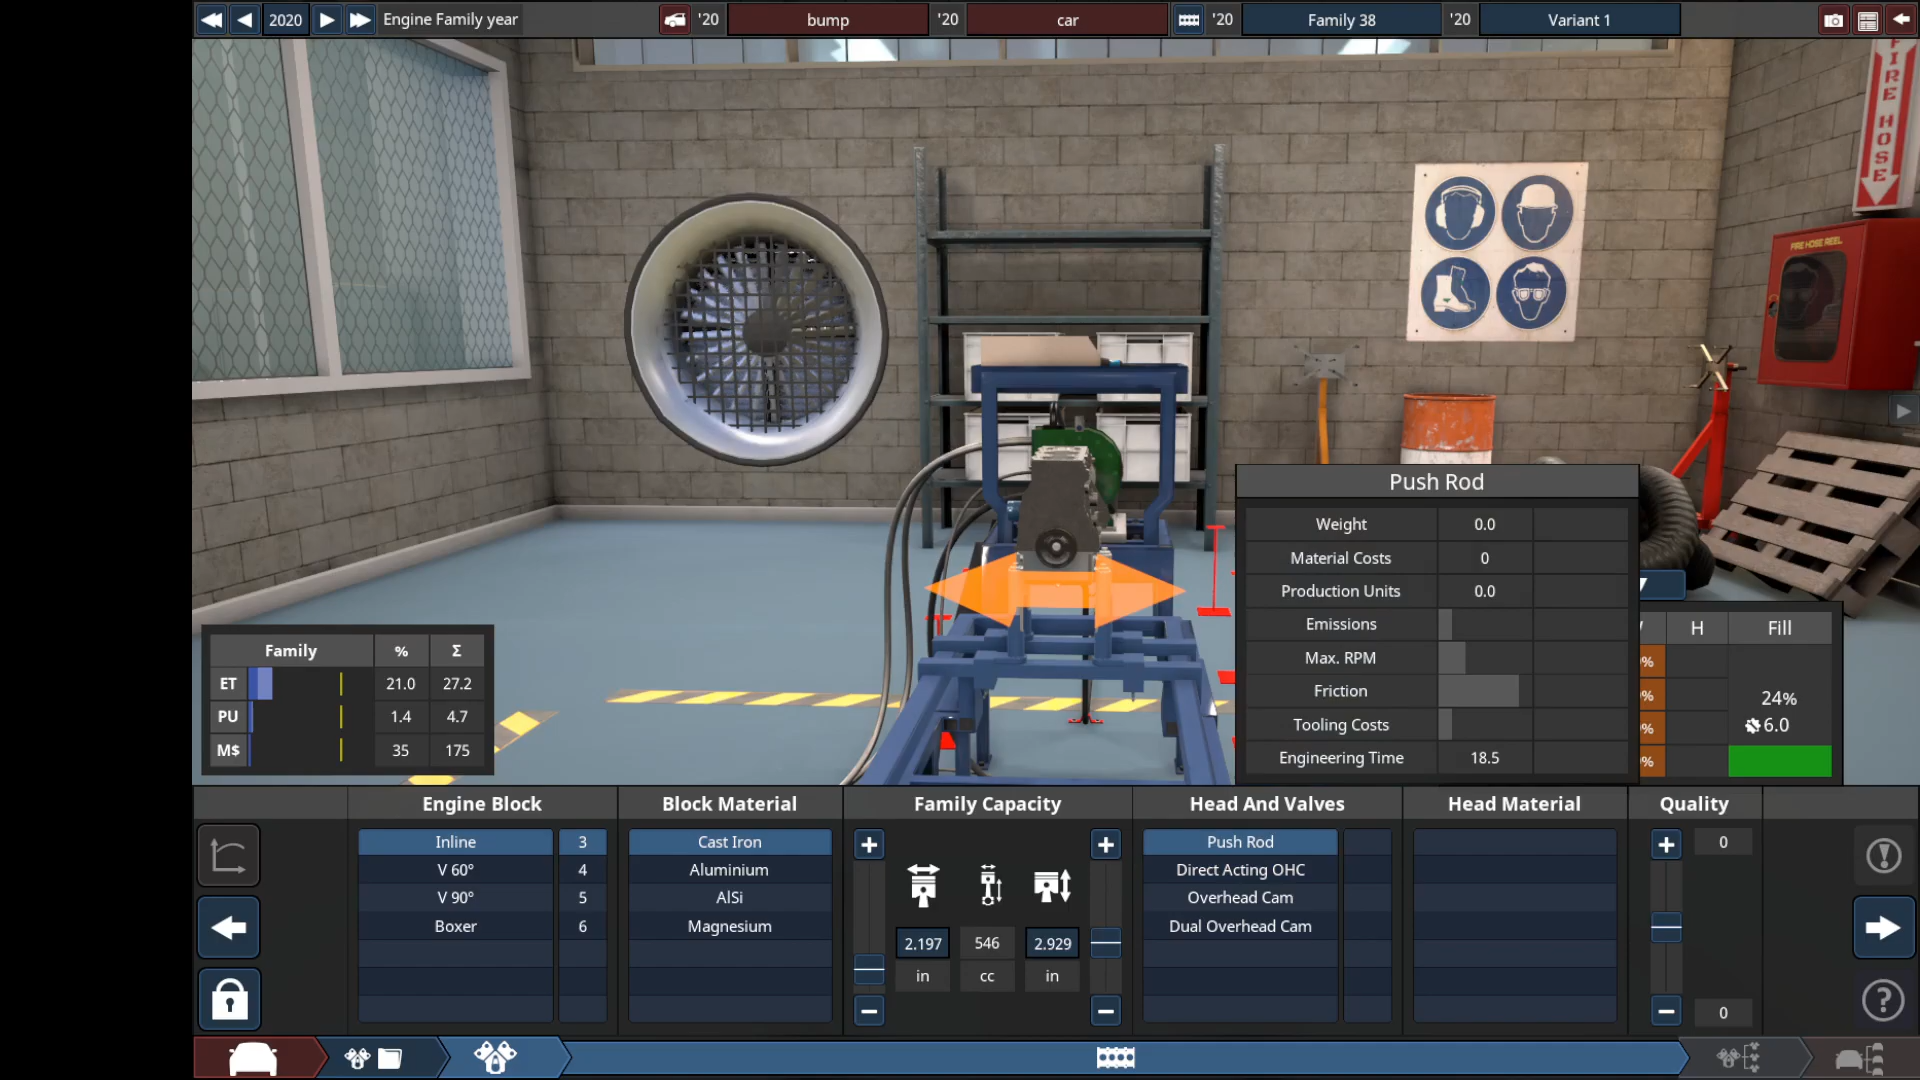 2020 Engine Family year '20 bump '20 car '20 Family 38 '20 Variant 1
FIRE HOSE
FIRE HOSE REEL
Push Rod
Weight 0.0
Material Costs 0
Production Units 0.0
Emissions
Max. RPM
Friction
Tooling Costs
Engineering Time 18.5
H Fill
%
%
%
%
24%
6.0
Family % Σ
ET 21.0 27.2
PU 1.4 4.7
M$ 35 175
Engine Block Block Material Family Capacity Head And Valves Head Material Quality
Inline 3 Cast Iron Push Rod 0
V 60° 4 Aluminium Direct Acting OHC
V 90° 5 AlSi Overhead Cam
Boxer 6 Magnesium Dual Overhead Cam
2.197 546 2.929
in cc in
0